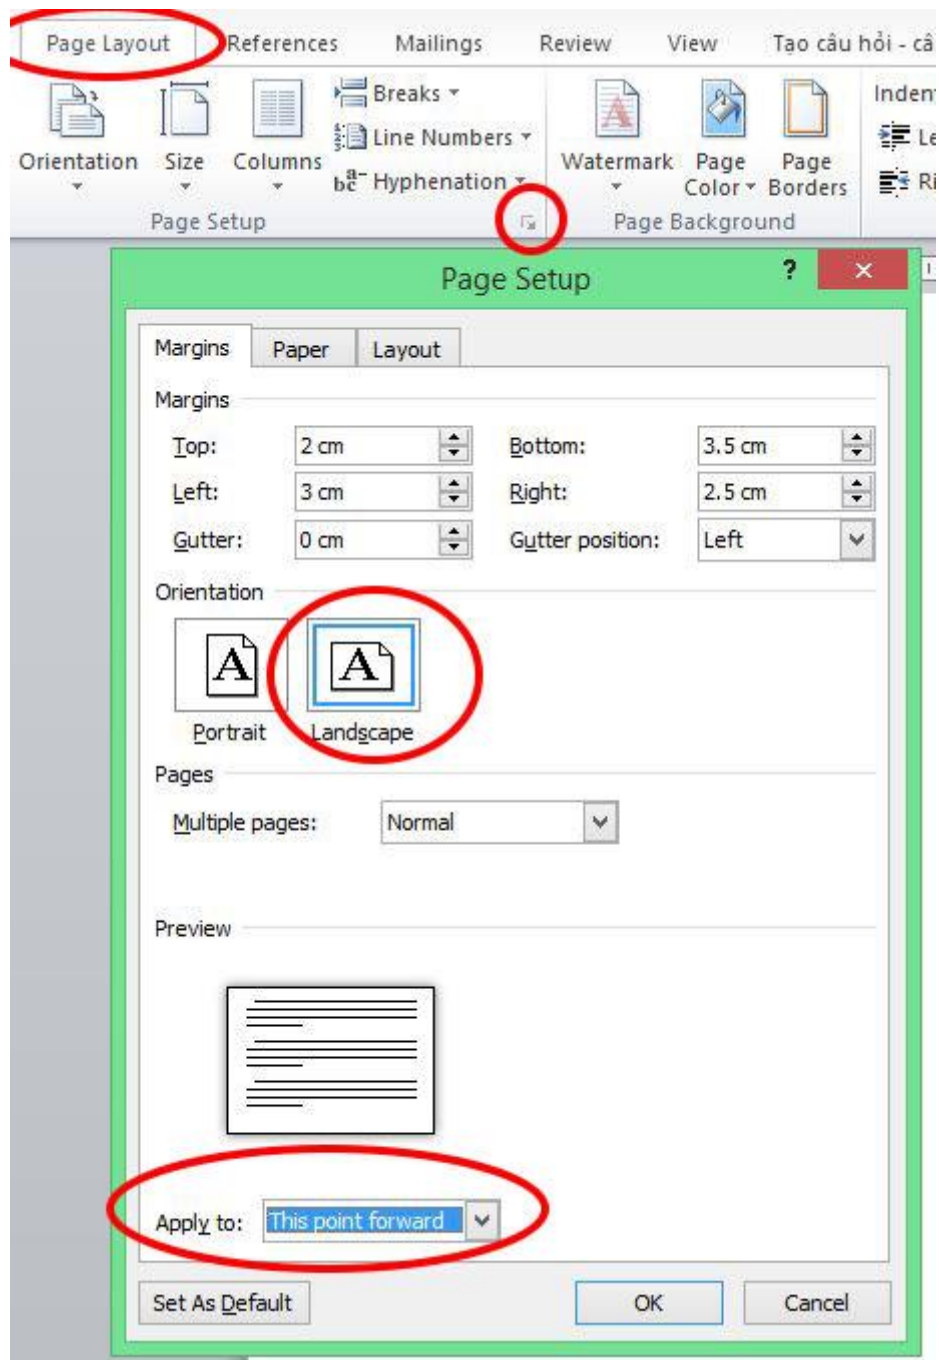 Page Layout References Mailings Review View Tạo câu hỏi - câ
Breaks
Line Numbers
Hyphenation
Orientation Size Columns
Watermark Page Color Page Borders
Page Setup Page Background
Page Setup ?
Margins Paper Layout
Margins
Top: 2 cm Bottom: 3.5 cm
Left: 3 cm Right: 2.5 cm
Gutter: 0 cm Gutter position: Left
Orientation
A A
Portrait Landscape
Pages
Multiple pages: Normal
Preview
Apply to: This point forward
Set As Default OK Cancel